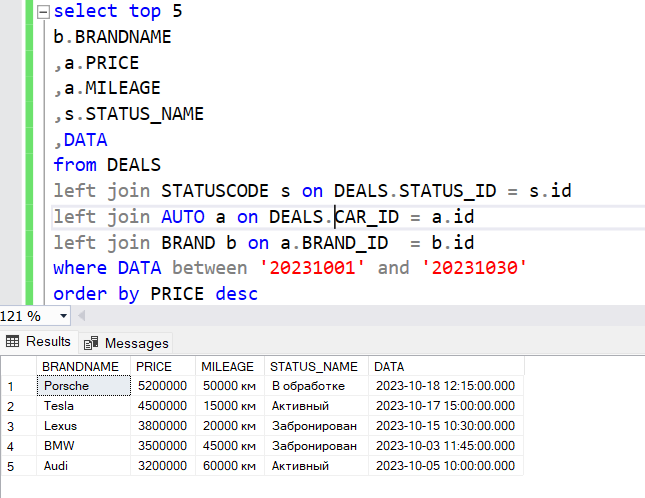 select top 5
b.BRANDNAME
,a.PRICE
,a.MILEAGE
,s.STATUS_NAME
,DATA
from DEALS
left join STATUSCODE s on DEALS.STATUS_ID = s.id
left join AUTO a on DEALS.CAR_ID = a.id
left join BRAND b on a.BRAND_ID  = b.id
where DATA between '20231001' and '20231030'
order by PRICE desc
121 %
Results Messages
BRANDNAME PRICE MILEAGE STATUS_NAME DATA
1 Porsche 5200000 50000 км В обработке 2023-10-18 12:15:00.000
2 Tesla 4500000 15000 км Активный 2023-10-17 15:00:00.000
3 Lexus 3800000 20000 км Забронирован 2023-10-15 10:30:00.000
4 BMW 3500000 45000 км Забронирован 2023-10-03 11:45:00.000
5 Audi 3200000 60000 км Активный 2023-10-05 10:00:00.000